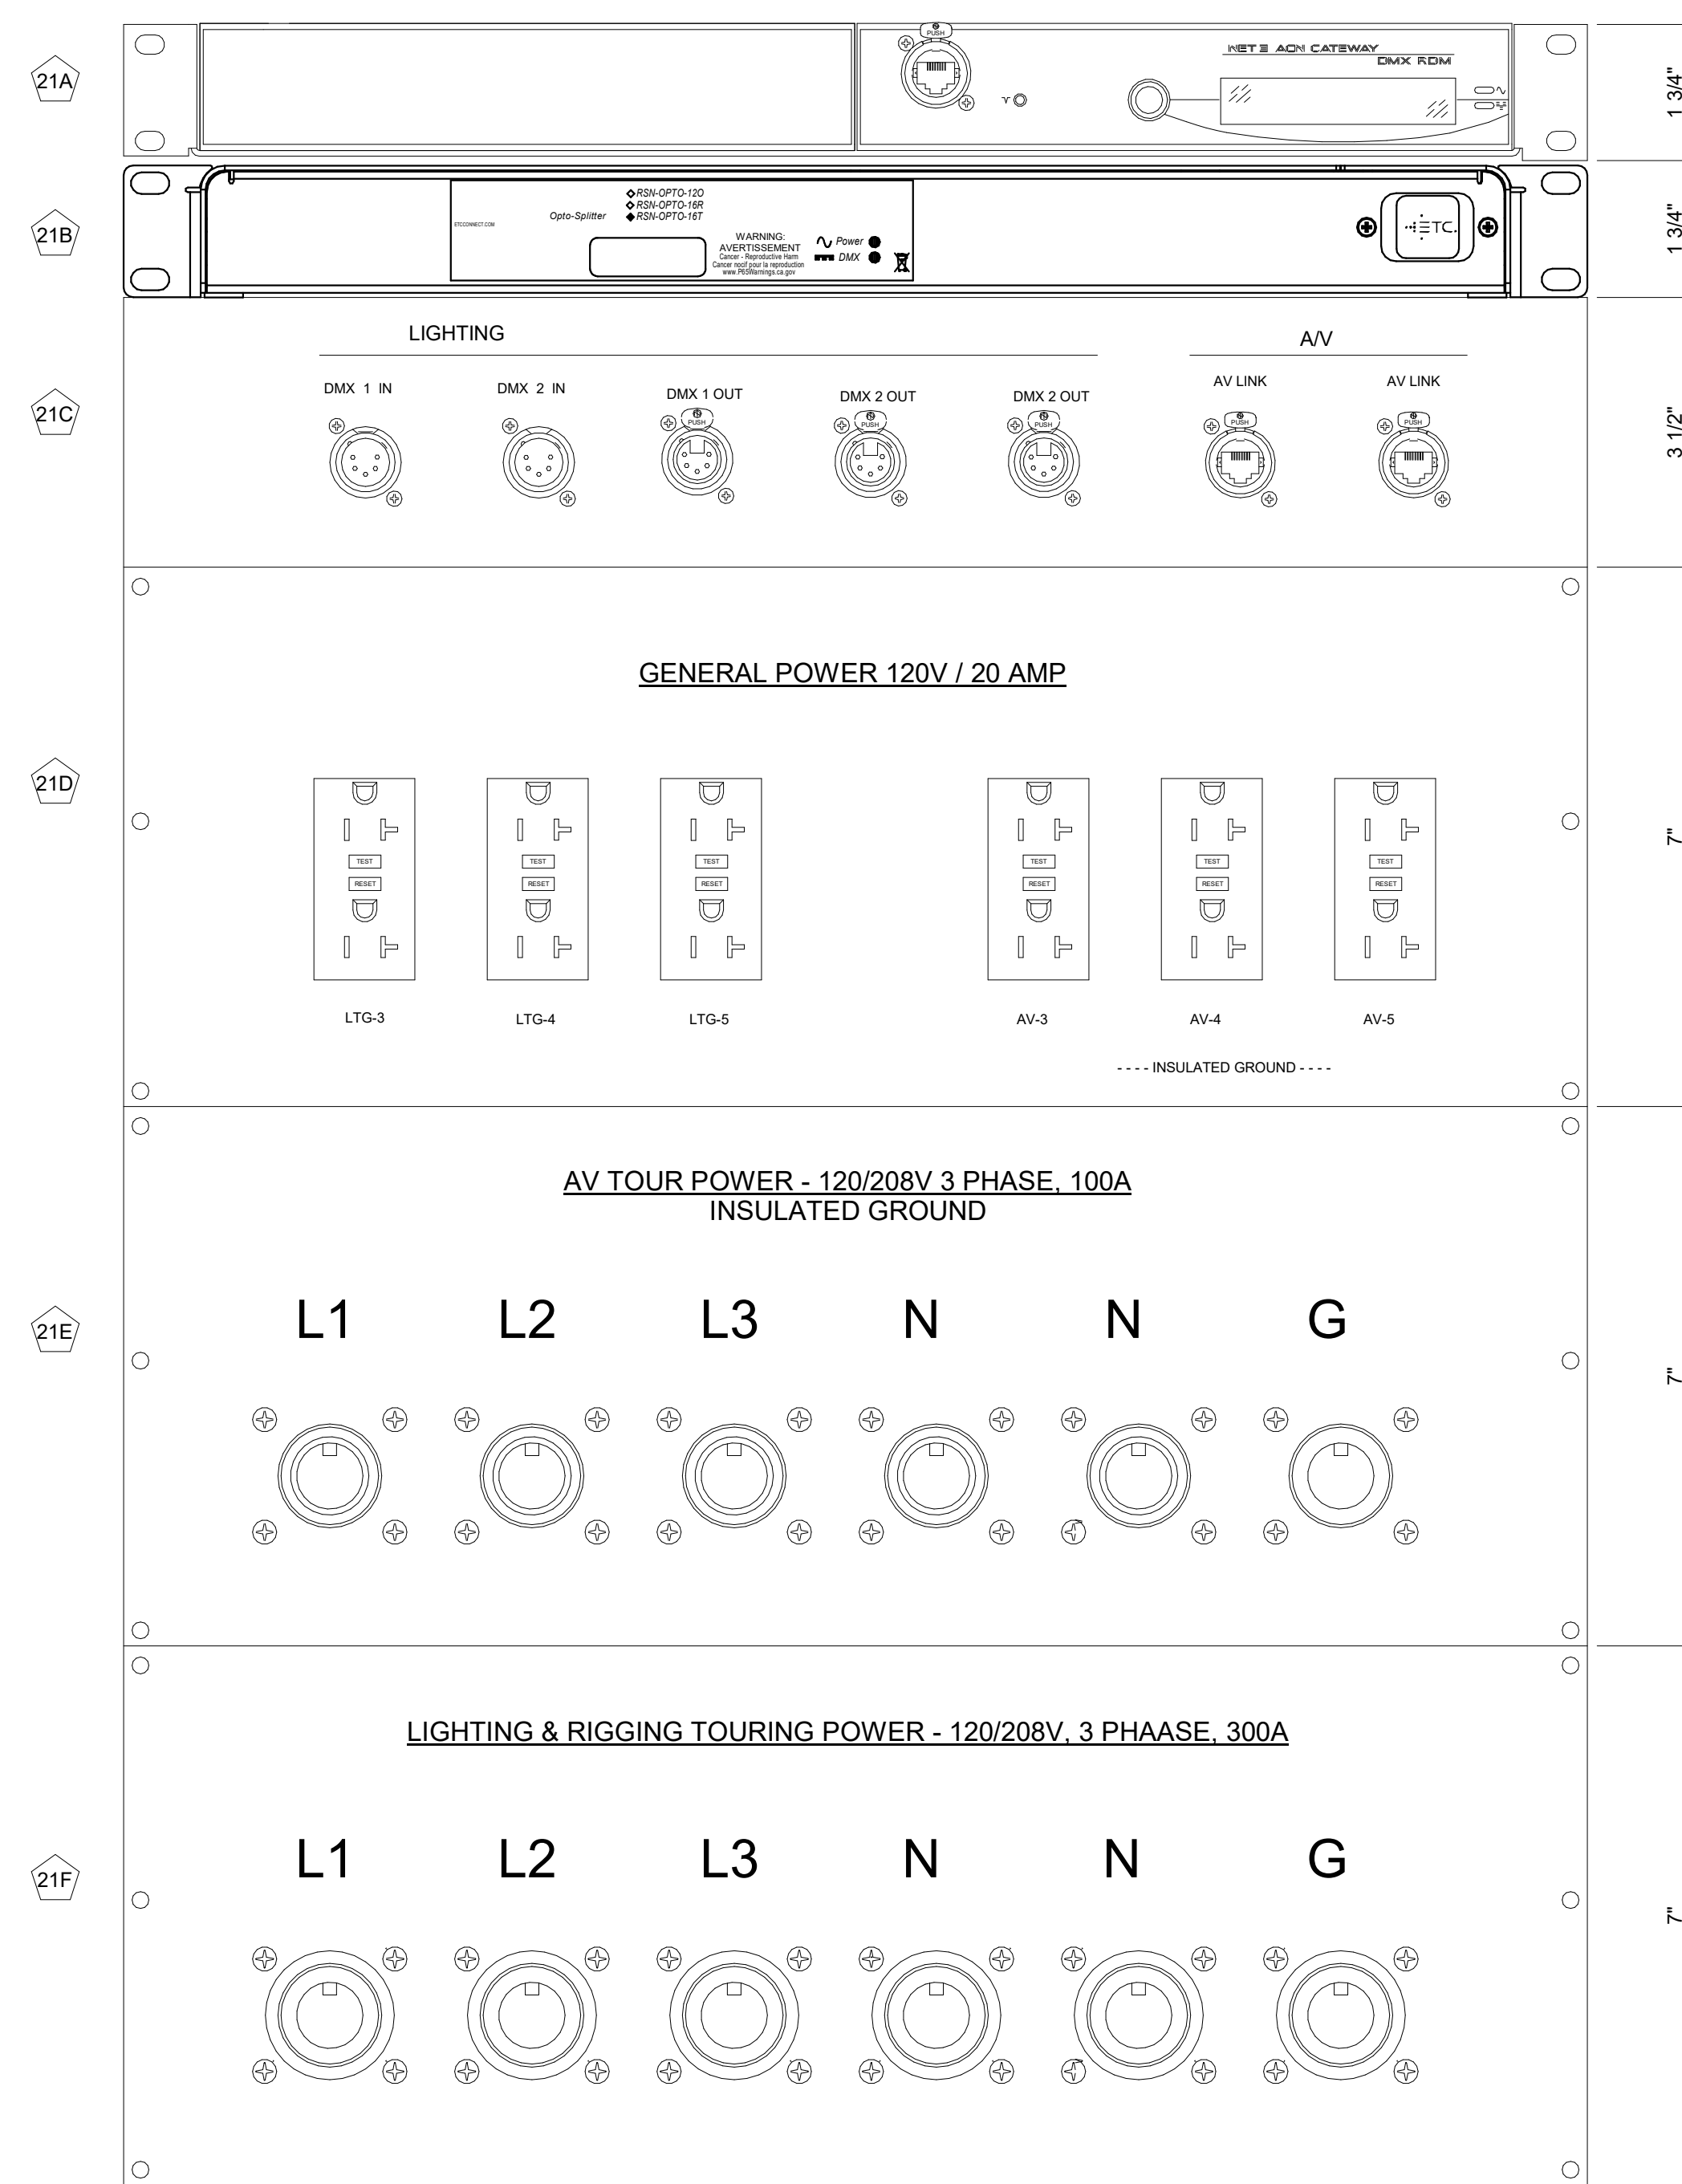 21A
PUSH
NET3 ACN GATEWAY
DMX RDM
1 3/4"
21B
RSN-OPTO-12O
RSN-OPTO-16R
Opto-Splitter RSN-OPTO-16T
ETCCONNECT.COM
WARNING:
AVERTISSEMENT
Cancer - Reproductive Harm
Cancer nocif pour la reproduction
www.P65Warnings.ca.gov
Power
DMX
ETC.
1 3/4"
21C
LIGHTING A/V
DMX 1 IN DMX 2 IN DMX 1 OUT DMX 2 OUT DMX 2 OUT AV LINK AV LINK
PUSH PUSH PUSH PUSH PUSH
3 1/2"
21D
GENERAL POWER 120V / 20 AMP
TEST TEST TEST TEST TEST TEST
RESET RESET RESET RESET RESET RESET
LTG-3 LTG-4 LTG-5 AV-3 AV-4 AV-5
- - - - INSULATED GROUND - - - -
7"
21E
AV TOUR POWER - 120/208V 3 PHASE, 100A
INSULATED GROUND
L1 L2 L3 N N G
7"
21F
LIGHTING & RIGGING TOURING POWER - 120/208V, 3 PHAASE, 300A
L1 L2 L3 N N G
7"